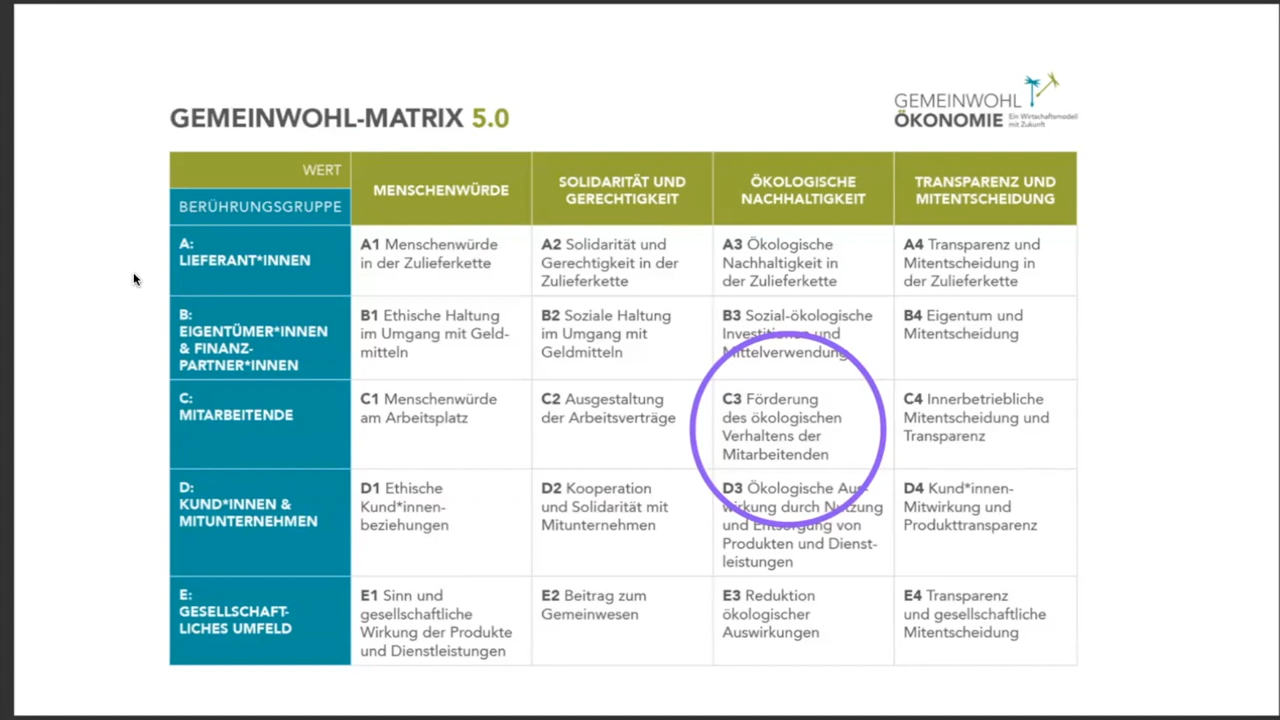 GEMEINWOHL-MATRIX 5.0
GEMEINWOHL
ÖKONOMIE Ein Wirtschaftsmodell
mit Zukunft
WERT
BERÜHRUNGSGRUPPE
MENSCHENWÜRDE
SOLIDARITÄT UND
GERECHTIGKEIT
ÖKOLOGISCHE
NACHHALTIGKEIT
TRANSPARENZ UND
MITENTSCHEIDUNG
A:
LIEFERANT*INNEN
A1 Menschenwürde
in der Zulieferkette
A2 Solidarität und
Gerechtigkeit in der
Zulieferkette
A3 Ökologische
Nachhaltigkeit in
der Zulieferkette
A4 Transparenz und
Mitentscheidung in
der Zulieferkette
B:
EIGENTÜMER*INNEN
& FINANZ-
PARTNER*INNEN
B1 Ethische Haltung
im Umgang mit Geld-
mitteln
B2 Soziale Haltung
im Umgang mit
Geldmitteln
B3 Sozial-ökologische
Investitionen und
Mittelverwendung
B4 Eigentum und
Mitentscheidung
C:
MITARBEITENDE
C1 Menschenwürde
am Arbeitsplatz
C2 Ausgestaltung
der Arbeitsverträge
C3 Förderung
des ökologischen
Verhaltens der
Mitarbeitenden
C4 Innerbetriebliche
Mitentscheidung und
Transparenz
D:
KUND*INNEN &
MITUNTERNEHMEN
D1 Ethische
Kund*innen-
beziehungen
D2 Kooperation
und Solidarität mit
Mitunternehmen
D3 Ökologische Aus-
wirkung durch Nutzung
und Entsorgung von
Produkten und Dienst-
leistungen
D4 Kund*innen-
Mitwirkung und
Produkttransparenz
E:
GESELLSCHAFT-
LICHES UMFELD
E1 Sinn und
gesellschaftliche
Wirkung der Produkte
und Dienstleistungen
E2 Beitrag zum
Gemeinwesen
E3 Reduktion
ökologischer
Auswirkungen
E4 Transparenz
und gesellschaftliche
Mitentscheidung